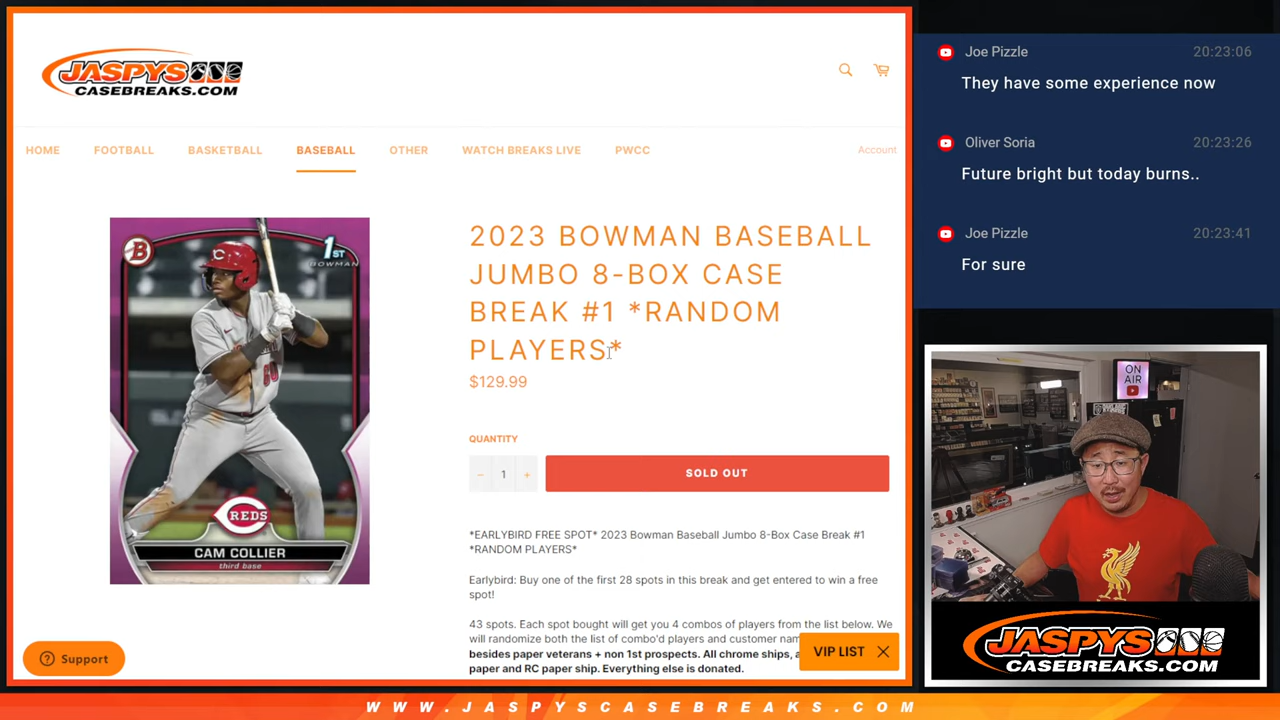 JASPYS
CASEBREAKS.COM
HOME
FOOTBALL
BASKETBALL
BASEBALL
OTHER
WATCH BREAKS LIVE
PWCC
Account
B
1ST
BOWMAN
C
REDS
CAM COLLIER
third base
2023 BOWMAN BASEBALL
JUMBO 8-BOX CASE
BREAK #1 *RANDOM
PLAYERS*
$129.99
QUANTITY
− 1 +
SOLD OUT
*EARLYBIRD FREE SPOT* 2023 Bowman Baseball Jumbo 8-Box Case Break #1
*RANDOM PLAYERS*
Earlybird: Buy one of the first 28 spots in this break and get entered to win a free
spot!
43 spots. Each spot bought will get you 4 combos of players from the list below. We
will randomize both the list of combo'd players and customer nam
besides paper veterans + non 1st prospects. All chrome ships, a
paper and RC paper ship. Everything else is donated.
Support
VIP LIST
Joe Pizzle 20:23:06
They have some experience now
Oliver Soria 20:23:26
Future bright but today burns..
Joe Pizzle 20:23:41
For sure
ON
AIR
JASPYS
CASEBREAKS.COM
WWW.JASPYSCASEBREAKS.COM